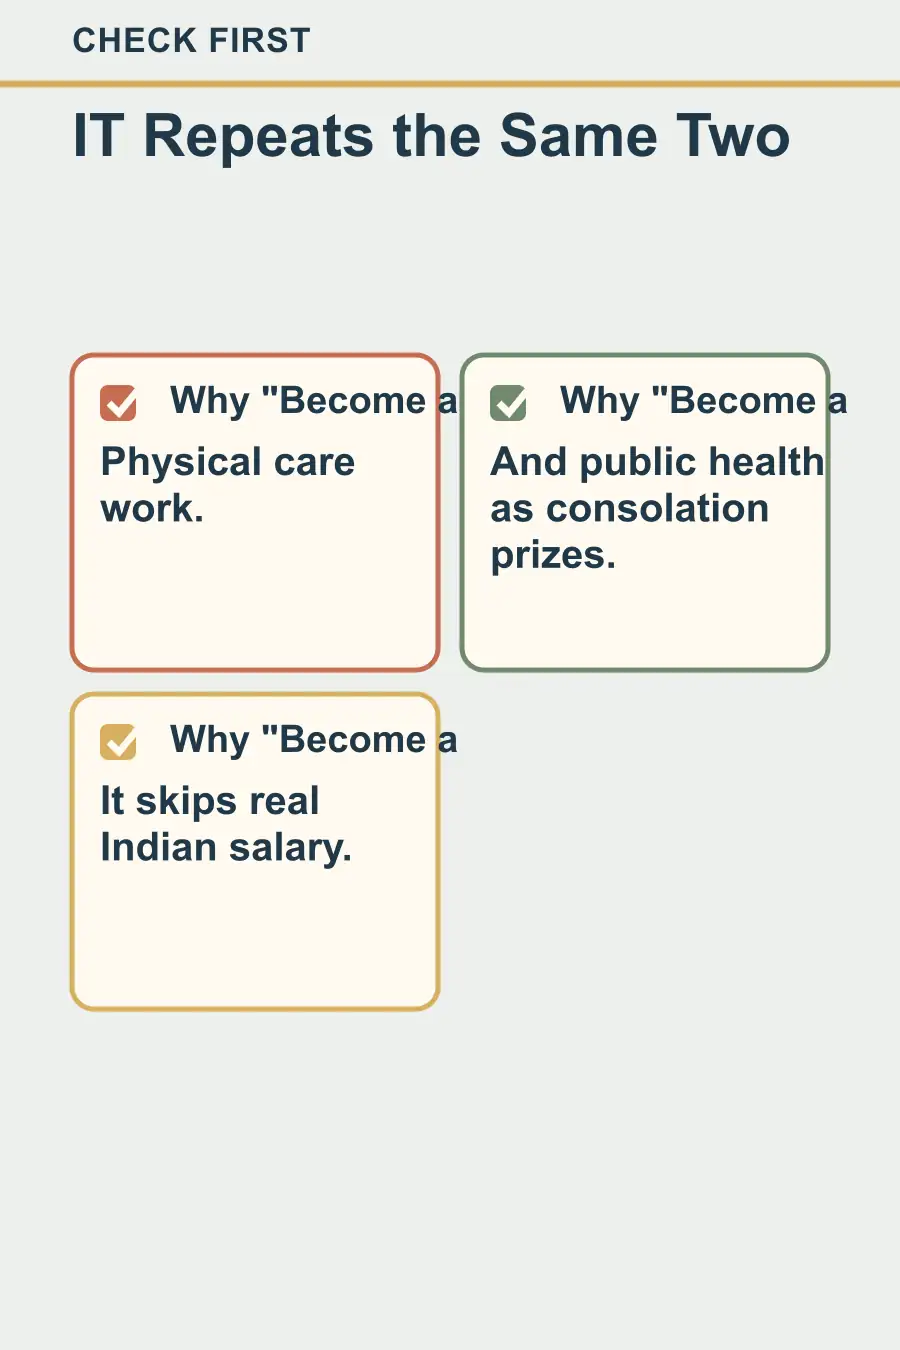 CHECK FIRST
IT Repeats the Same Two
Why "Become a
Physical care
work.
Why "Become a
And public health
as consolation
prizes.
Why "Become a
It skips real
Indian salary.